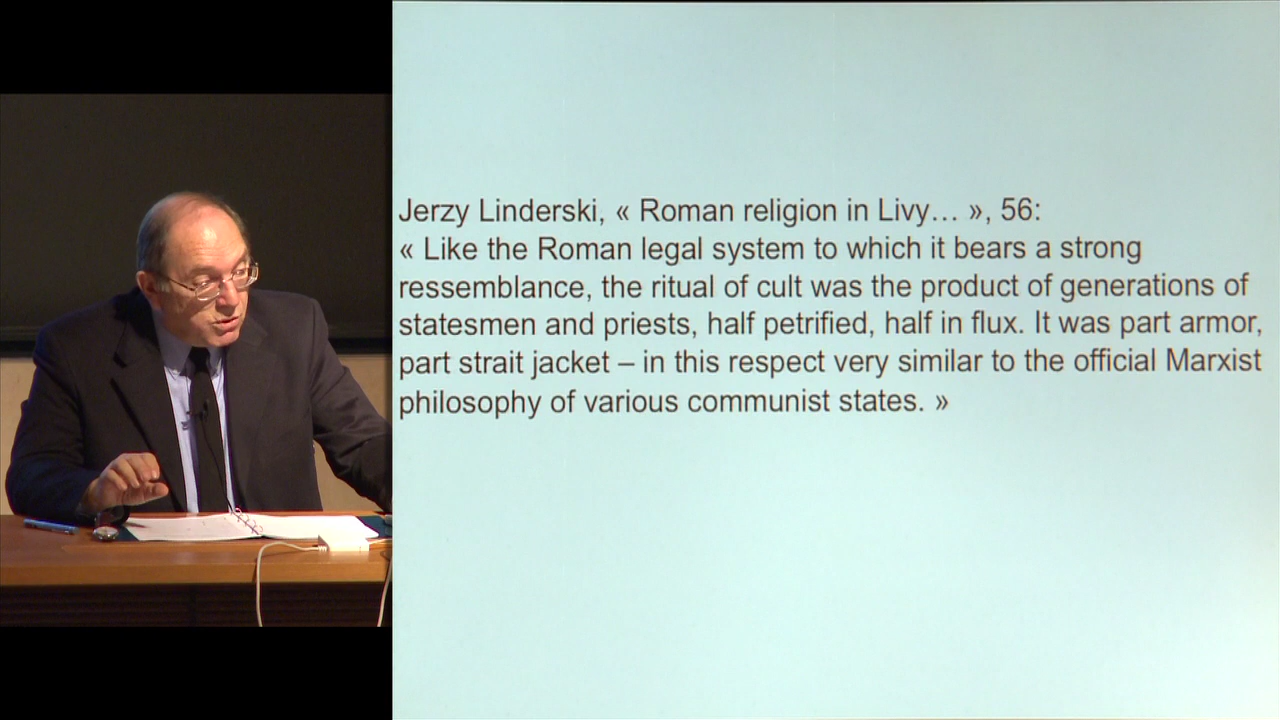 Jerzy Linderski, « Roman religion in Livy… », 56:
« Like the Roman legal system to which it bears a strong
ressemblance, the ritual of cult was the product of generations of
statesmen and priests, half petrified, half in flux. It was part armor,
part strait jacket – in this respect very similar to the official Marxist
philosophy of various communist states. »